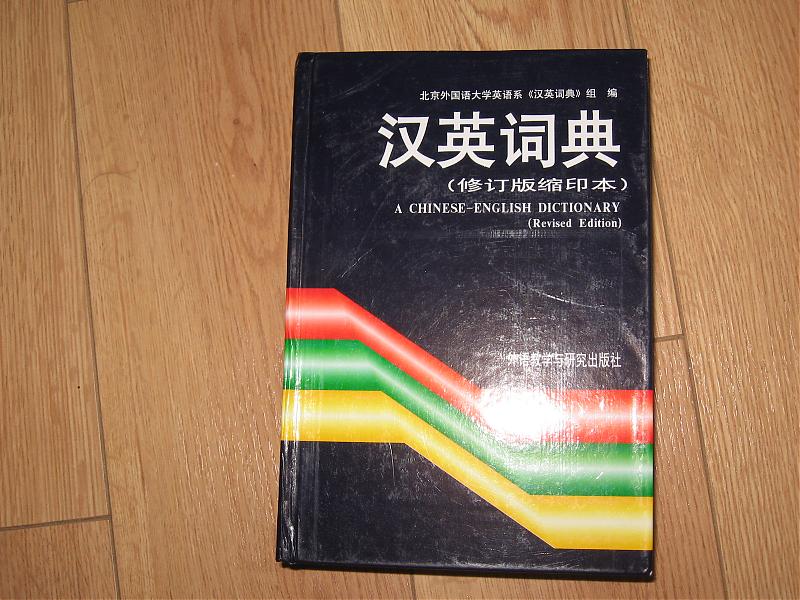 北京外国语大学英语系《汉英词典》组 编
汉英词典
(修订版缩印本)
A CHINESE-ENGLISH DICTIONARY
(Revised Edition)
外语教学与研究出版社